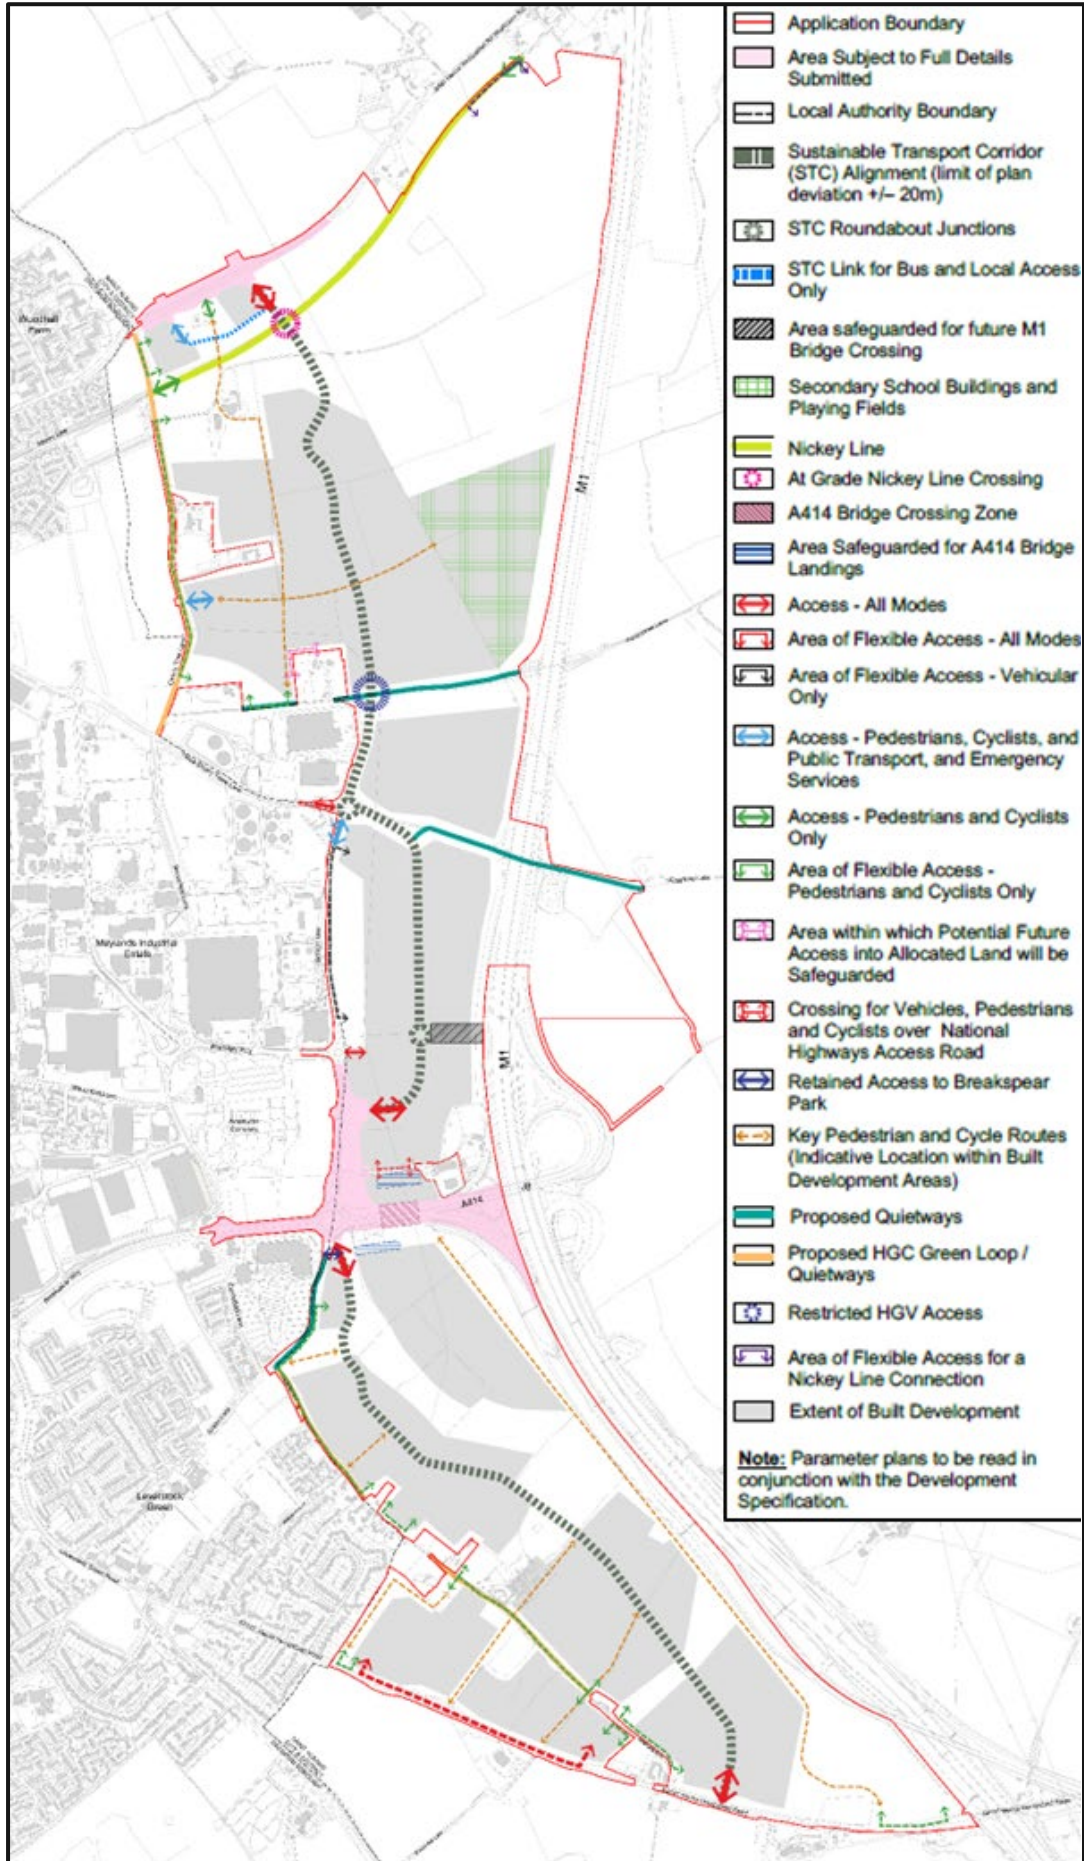 Application Boundary
Area Subject to Full Details
Submitted
Local Authority Boundary
Sustainable Transport Corridor
(STC) Alignment (limit of plan
deviation +/– 20m)
STC Roundabout Junctions
STC Link for Bus and Local Access
Only
Area safeguarded for future M1
Bridge Crossing
Secondary School Buildings and
Playing Fields
Nickey Line
At Grade Nickey Line Crossing
A414 Bridge Crossing Zone
Area Safeguarded for A414 Bridge
Landings
Access - All Modes
Area of Flexible Access - All Modes
Area of Flexible Access - Vehicular
Only
Access - Pedestrians, Cyclists, and
Public Transport, and Emergency
Services
Access - Pedestrians and Cyclists
Only
Area of Flexible Access -
Pedestrians and Cyclists Only
Area within which Potential Future
Access into Allocated Land will be
Safeguarded
Crossing for Vehicles, Pedestrians
and Cyclists over National
Highways Access Road
Retained Access to Breakspear
Park
Key Pedestrian and Cycle Routes
(Indicative Location within Built
Development Areas)
Proposed Quietways
Proposed HGC Green Loop /
Quietways
Restricted HGV Access
Area of Flexible Access for a
Nickey Line Connection
Extent of Built Development
Note: Parameter plans to be read in
conjunction with the Development
Specification.
Woodhall
Farm
M1
Maylands Industrial
Estate
M1
A414
Leverstock
Green